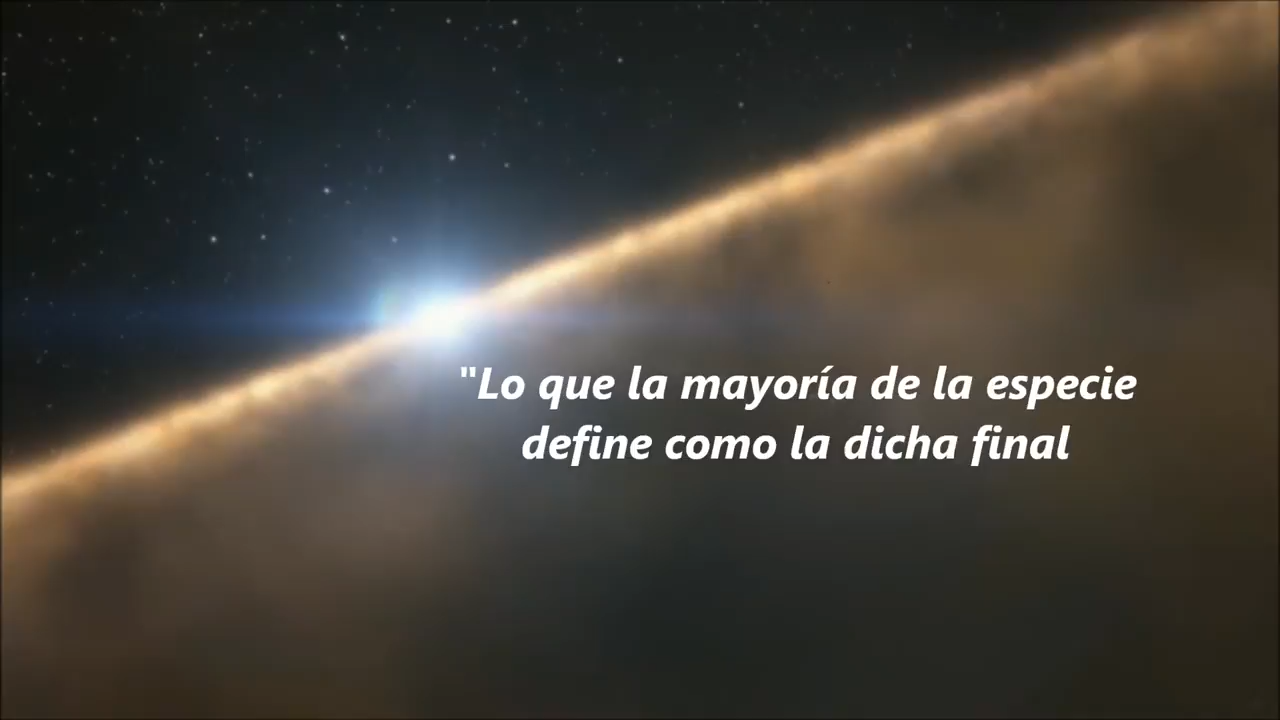 "Lo que la mayoría de la especie
define como la dicha final